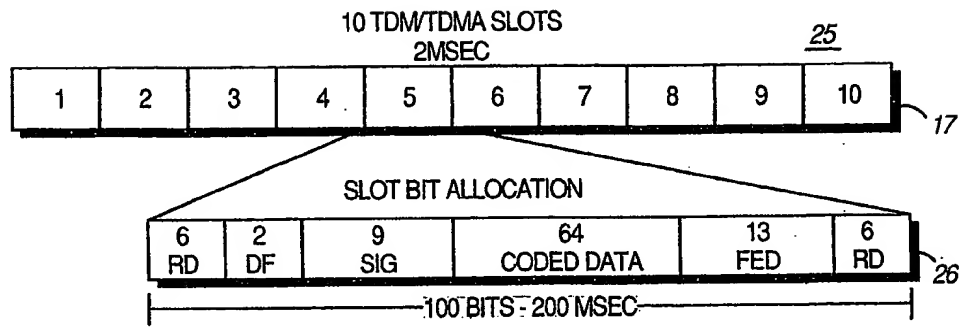 10 TDM/TDMA SLOTS
2MSEC
25
1 2 3 4 5 6 7 8 9 10
17
SLOT BIT ALLOCATION
6 2 9 64 13 6
RD DF SIG CODED DATA FED RD
26
100 BITS - 200 MSEC